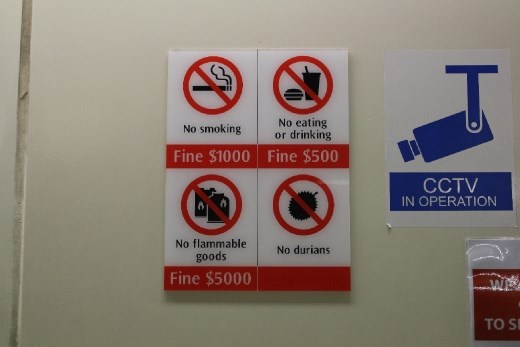 No smoking
Fine $1000
No eating
or drinking
Fine $500
No flammable
goods
Fine $5000
No durians
CCTV
IN OPERATION
TO